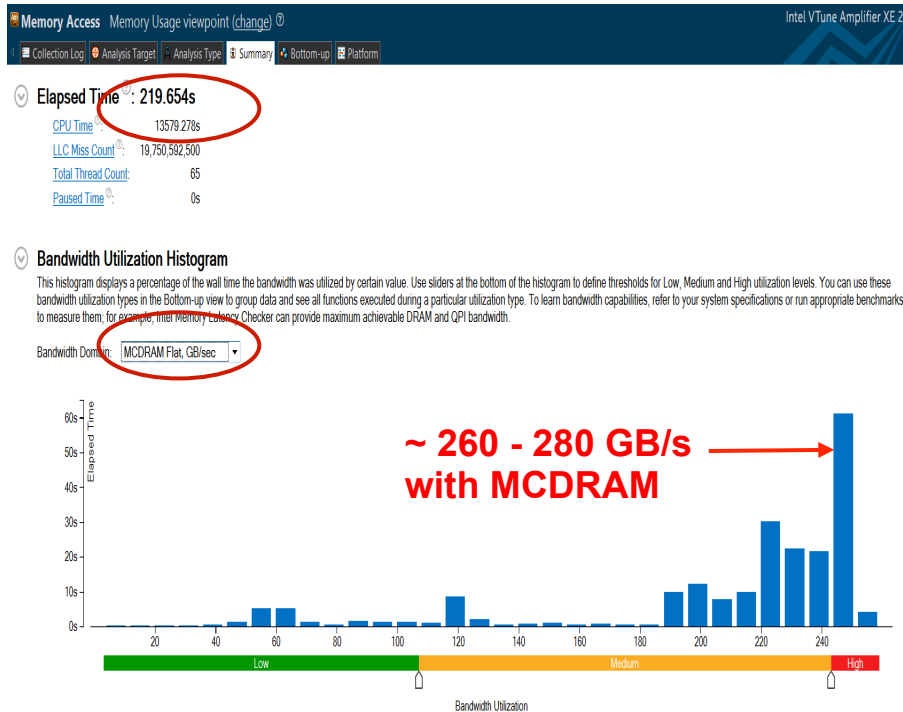 Memory Access Memory Usage viewpoint (change) ?
Intel VTune Amplifier XE 2
Collection Log Analysis Target Analysis Type Summary Bottom-up Platform
Elapsed Time ?: 219.654s
CPU Time ?: 13579.278s
LLC Miss Count ?: 19,750,592,500
Total Thread Count: 65
Paused Time ?: 0s
Bandwidth Utilization Histogram
This histogram displays a percentage of the wall time the bandwidth was utilized by certain value. Use sliders at the bottom of the histogram to define thresholds for Low, Medium and High utilization levels. You can use these
bandwidth utilization types in the Bottom-up view to group data and see all functions executed during a particular utilization type. To learn bandwidth capabilities, refer to your system specifications or run appropriate benchmarks
to measure them; for example, Intel Memory Latency Checker can provide maximum achievable DRAM and QPI bandwidth.
Bandwidth Domain: MCDRAM Flat, GB/sec
Elapsed Time
60s
50s
40s
30s
20s
10s
0s
~ 260 - 280 GB/s
with MCDRAM
20 40 60 80 100 120 140 160 180 200 220 240
Low Medium High
Bandwidth Utilization